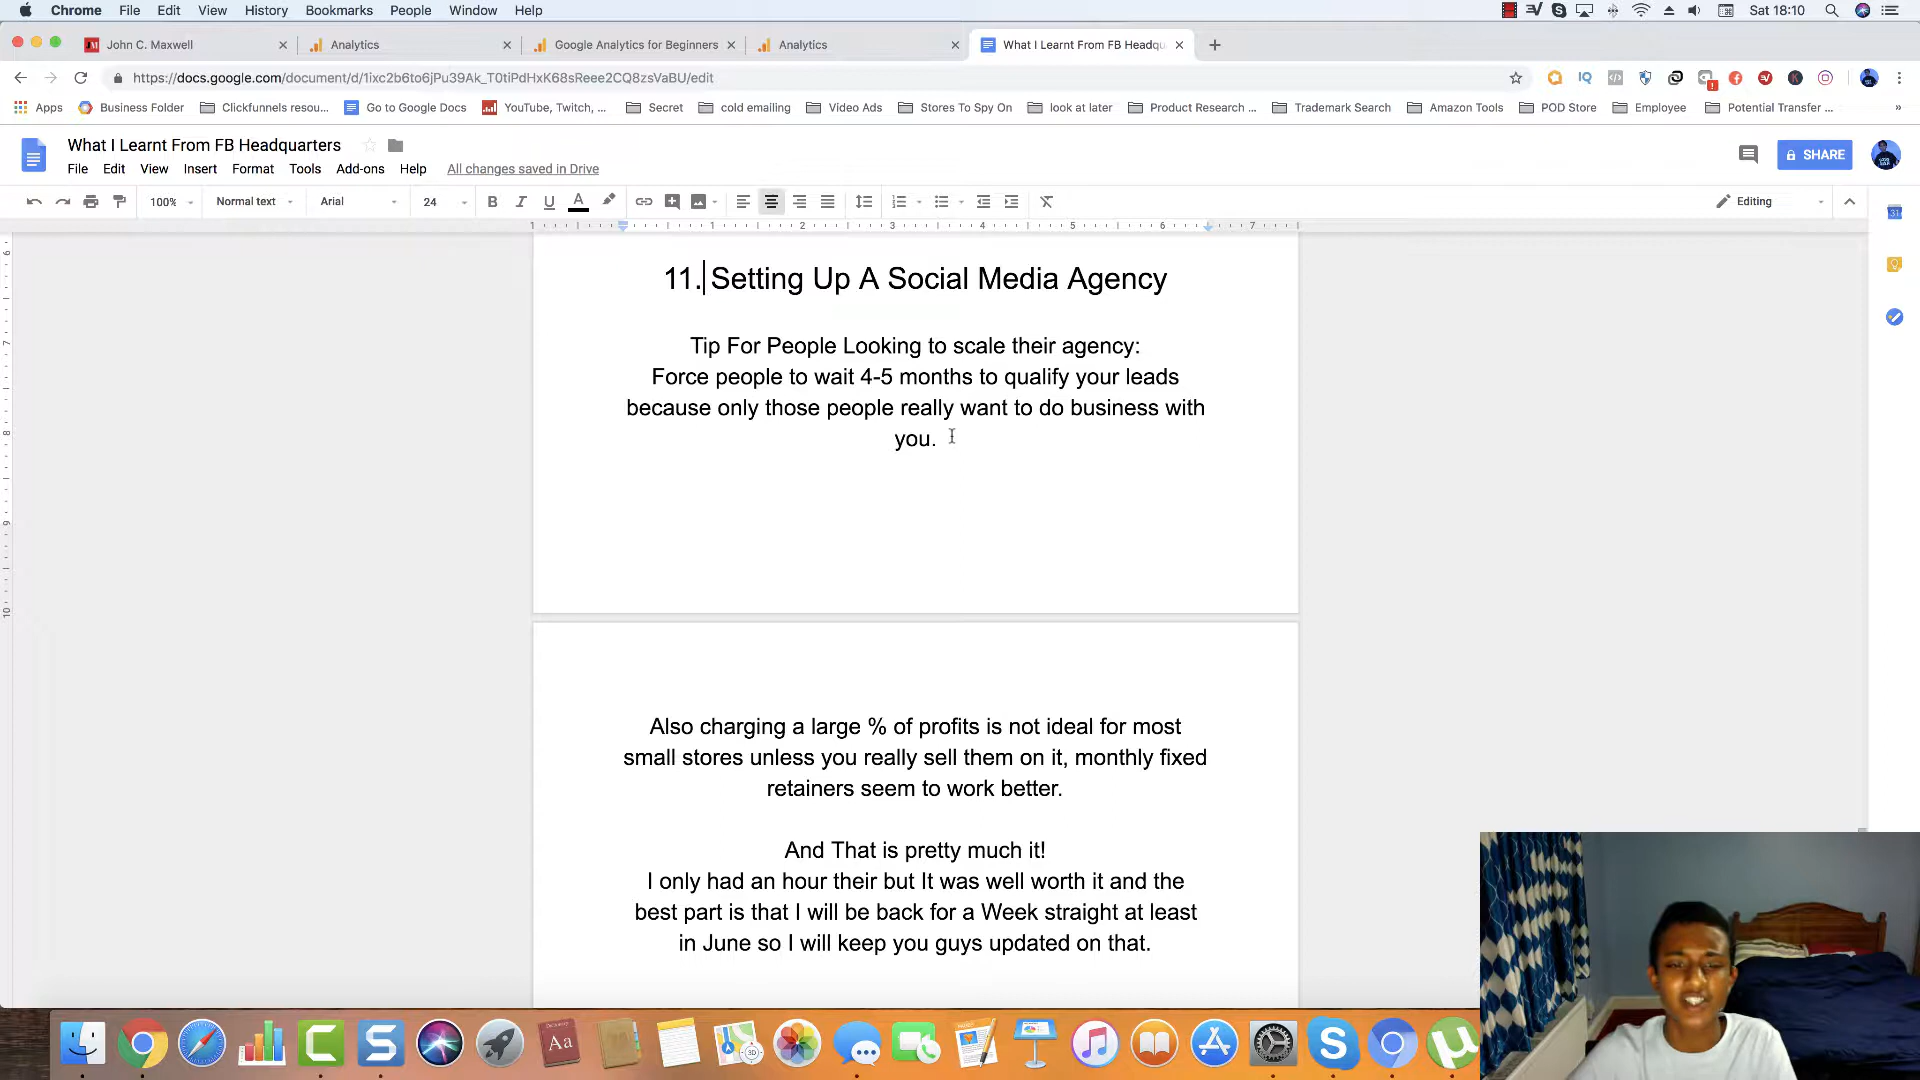 Chrome File Edit View History Bookmarks People Window Help Sat 18:10
John C. Maxwell Analytics Google Analytics for Beginners Analytics What I Learnt From FB Headqu
https://docs.google.com/document/d/1ixc2b6to6jPu39Ak_T0tiPdHxK68sReee2CQ8zsVaBU/edit
Apps Business Folder Clickfunnels resou... Go to Google Docs YouTube, Twitch, ... Secret cold emailing Video Ads Stores To Spy On look at later Product Research ... Trademark Search Amazon Tools POD Store Employee Potential Transfer ... »
What I Learnt From FB Headquarters
SHARE
File Edit View Insert Format Tools Add-ons Help All changes saved in Drive
100% Normal text Arial 24 B I U A Editing
1 1 2 3 4 5 6 7
11. Setting Up A Social Media Agency
Tip For People Looking to scale their agency:
Force people to wait 4-5 months to qualify your leads
because only those people really want to do business with
you.
Also charging a large % of profits is not ideal for most
small stores unless you really sell them on it, monthly fixed
retainers seem to work better.
And That is pretty much it!
I only had an hour their but It was well worth it and the
best part is that I will be back for a Week straight at least
in June so I will keep you guys updated on that.